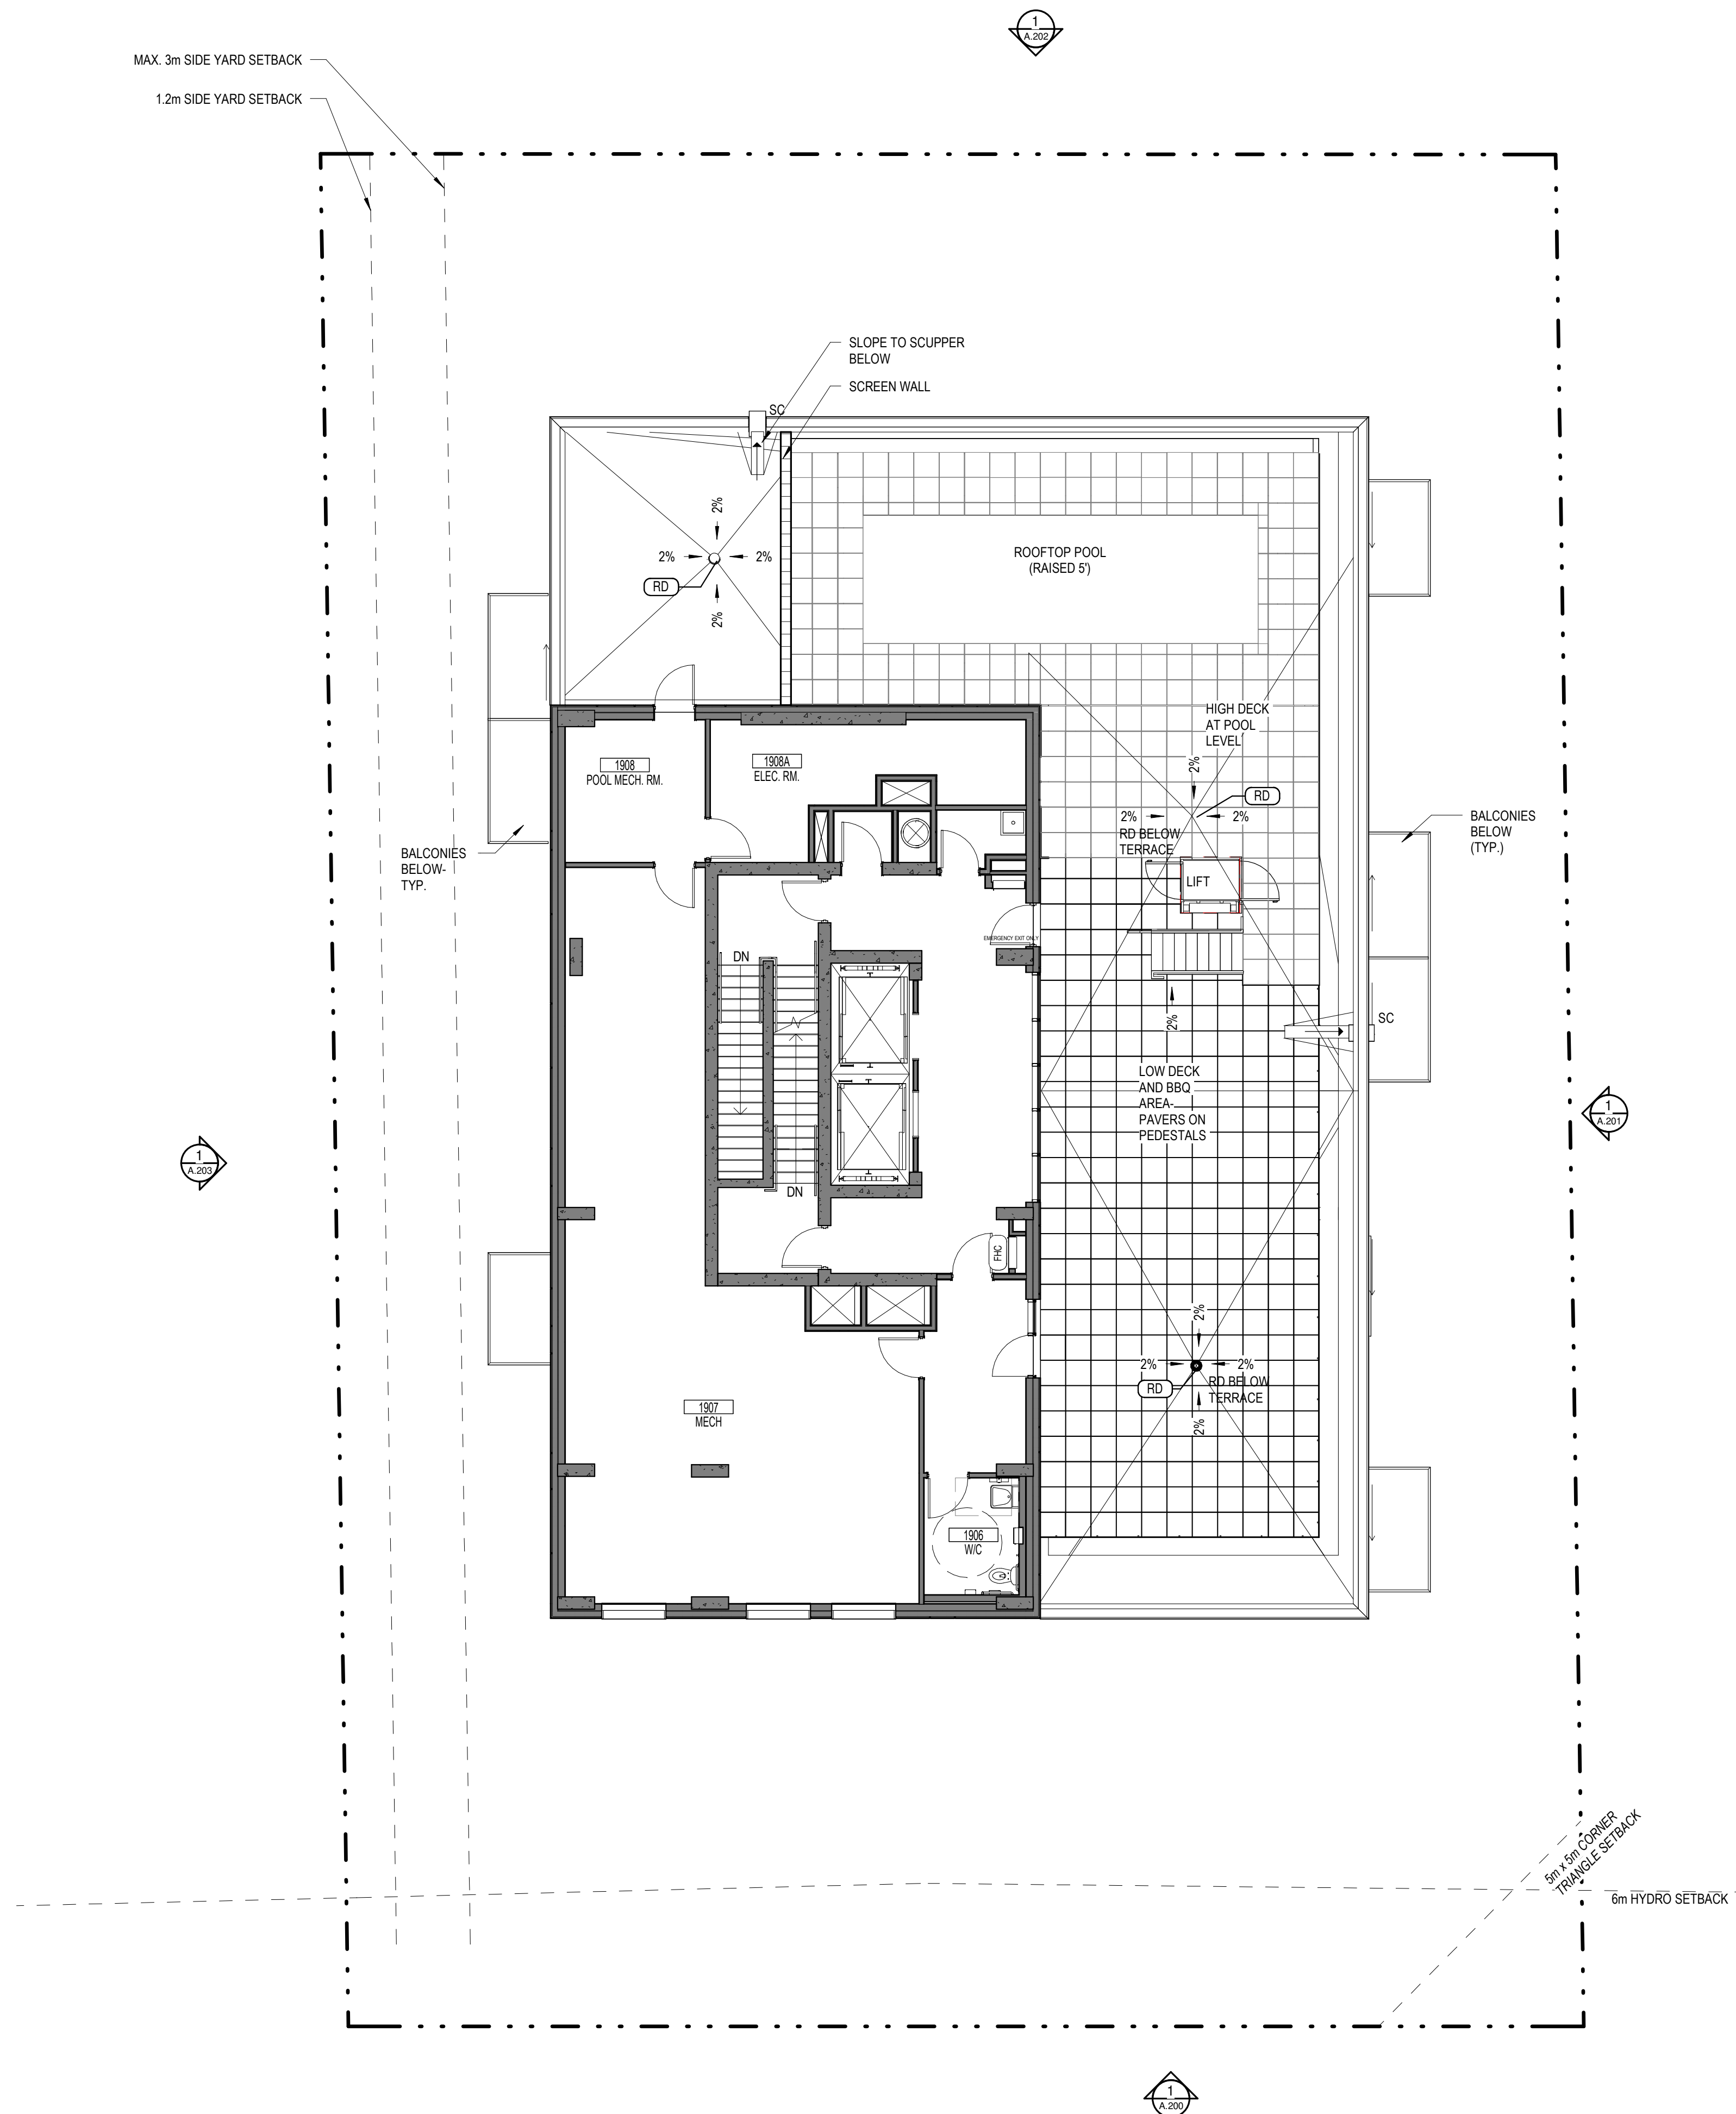 1
A.202
MAX. 3m SIDE YARD SETBACK
1.2m SIDE YARD SETBACK
SLOPE TO SCUPPER
BELOW
SCREEN WALL
SC
2%
2%
2%
2%
RD
ROOFTOP POOL
(RAISED 5')
HIGH DECK
AT POOL
LEVEL
1908
POOL MECH. RM.
1908A
ELEC. RM.
2%
RD
2%
2%
RD BELOW
TERRACE
BALCONIES
BELOW
(TYP.)
BALCONIES
BELOW-
TYP.
LIFT
EMERGENCY EXIT ONLY
DN
2%
SC
LOW DECK
AND BBQ
AREA-
PAVERS ON
PEDESTALS
1
A.201
1
A.203
DN
FHC
2%
2%
2%
RD
RD BELOW
TERRACE
2%
1907
MECH
1906
W/C
5m x 5m CORNER
TRIANGLE SETBACK
6m HYDRO SETBACK
1
A.200